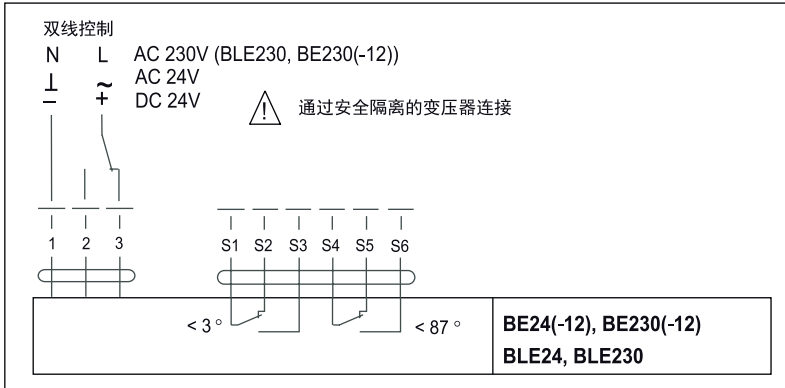 双线控制
N L AC 230V (BLE230, BE230(-12))
⊥ ~ AC 24V
− + DC 24V
通过安全隔离的变压器连接
1 2 3 S1 S2 S3 S4 S5 S6
< 3° < 87°
BE24(-12), BE230(-12)
BLE24, BLE230